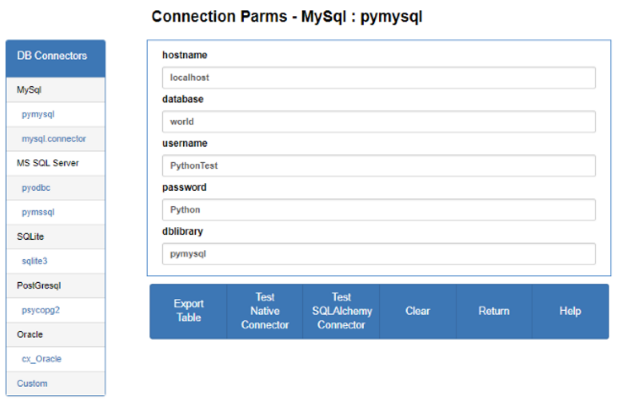 Connection Parms - MySql : pymysql
DB Connectors
MySql
pymysql
mysql.connector
MS SQL Server
pyodbc
pymssql
SQLite
sqlite3
PostGresql
psycopg2
Oracle
cx_Oracle
Custom
hostname
localhost
database
world
username
PythonTest
password
Python
dblibrary
pymysql
Export
Table
Test
Native
Connector
Test
SQLAlchemy
Connector
Clear
Return
Help